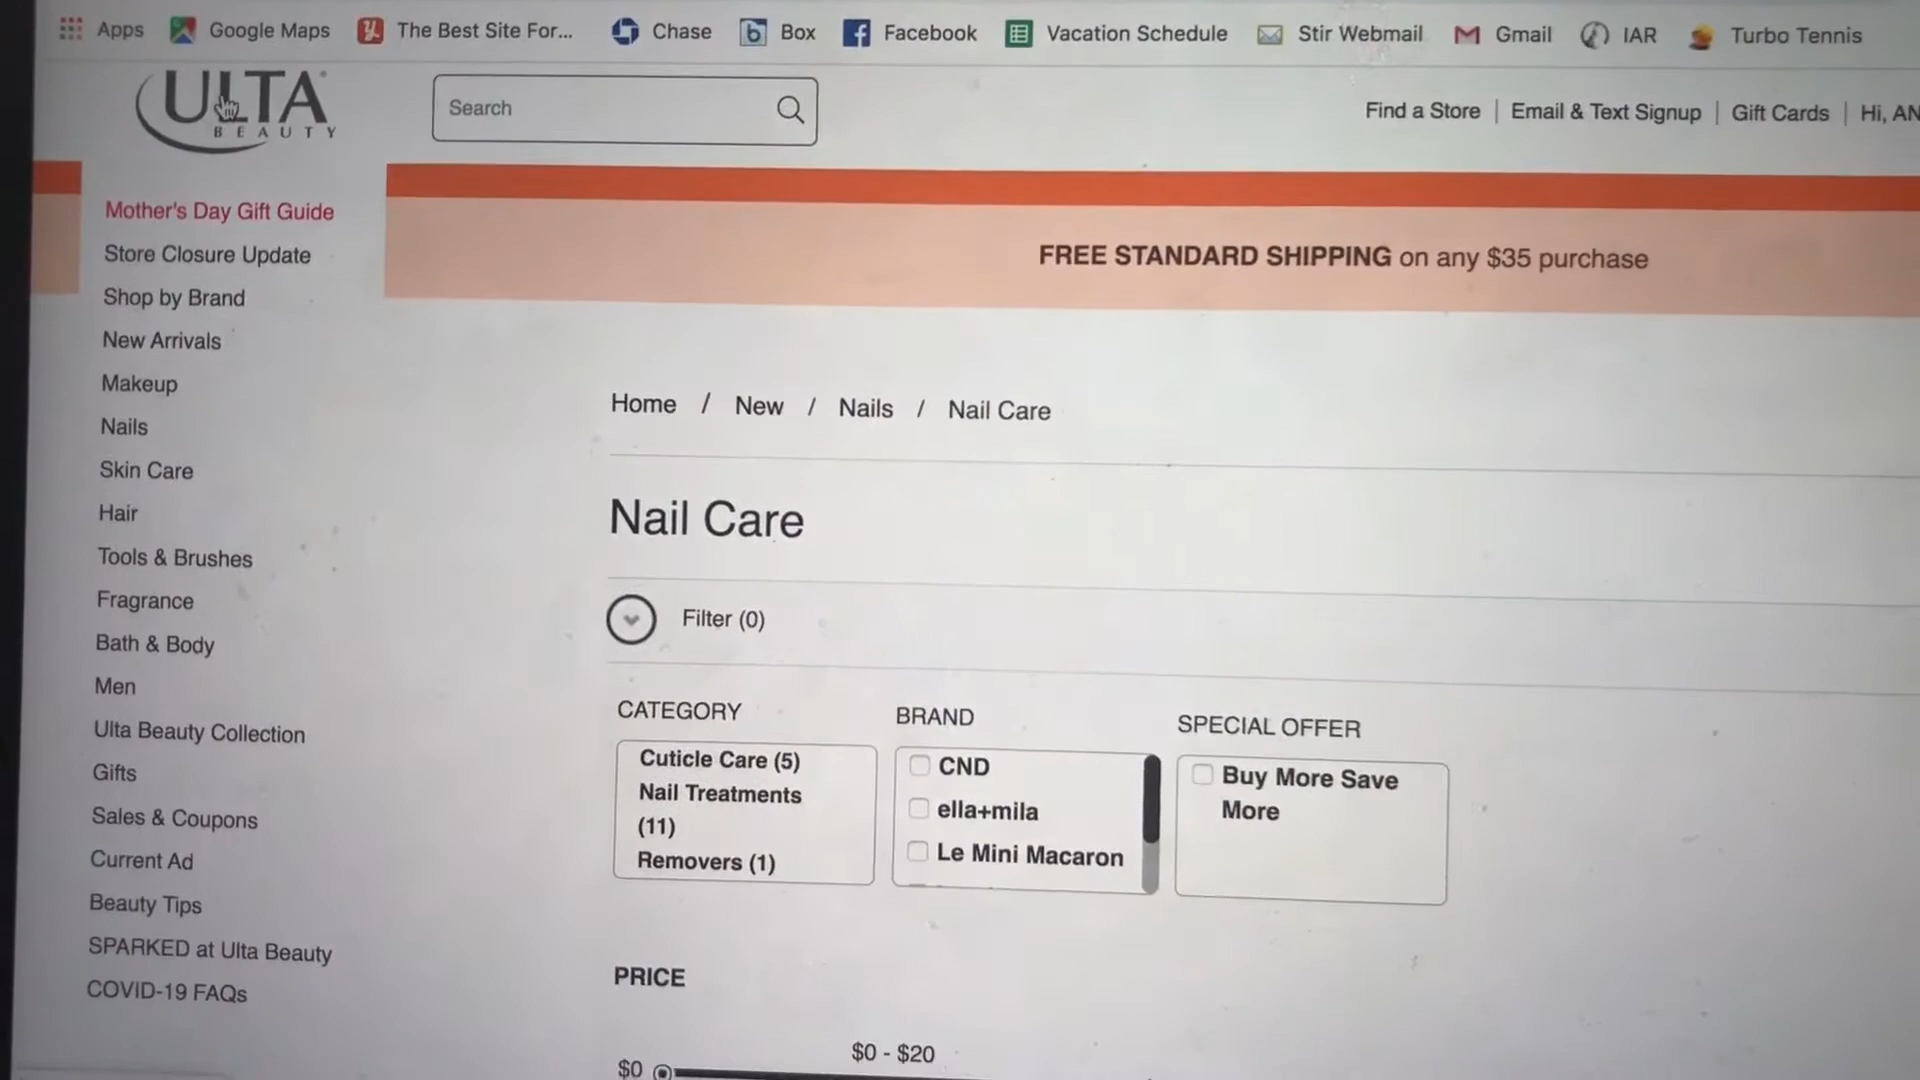 Apps Google Maps The Best Site For... Chase Box Facebook Vacation Schedule Stir Webmail Gmail IAR Turbo Tennis
ULTA
BEAUTY
Search
Find a Store | Email & Text Signup | Gift Cards | Hi, AN
FREE STANDARD SHIPPING on any $35 purchase
Mother's Day Gift Guide
Store Closure Update
Shop by Brand
New Arrivals
Makeup
Nails
Skin Care
Hair
Tools & Brushes
Fragrance
Bath & Body
Men
Ulta Beauty Collection
Gifts
Sales & Coupons
Current Ad
Beauty Tips
SPARKED at Ulta Beauty
COVID-19 FAQs
Home / New / Nails / Nail Care
Nail Care
Filter (0)
CATEGORY
Cuticle Care (5)
Nail Treatments
(11)
Removers (1)
BRAND
CND
ella+mila
Le Mini Macaron
SPECIAL OFFER
Buy More Save
More
PRICE
$0 - $20
$0